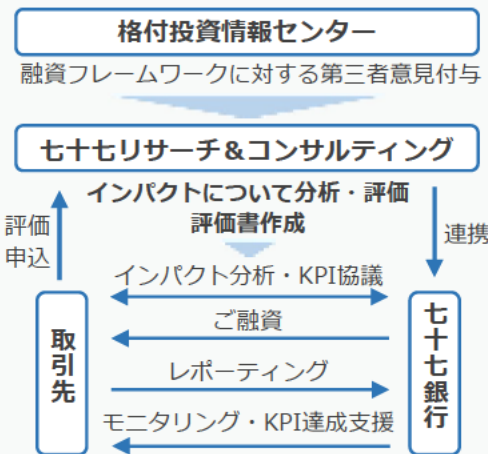 格付投資情報センター
融資フレームワークに対する第三者意見付与
七十七リサーチ&コンサルティング
インパクトについて分析・評価
評価書作成
評価
申込
連携
インパクト分析・KPI協議
ご融資
レポーティング
モニタリング・KPI達成支援
取引先
七十七銀行